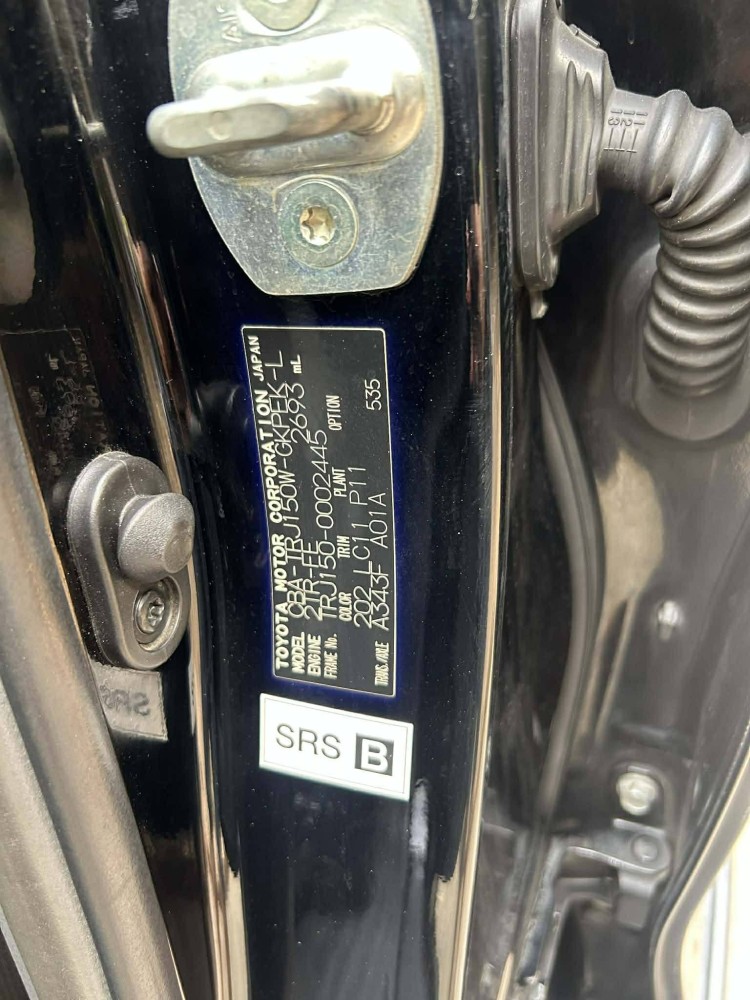 TOYOTA MOTOR CORPORATION JAPAN
MODEL CBA-TRJ150W-GKPEK-L
ENGINE 2TR-FE 2693 mL
FRAME No. TRJ150-0002445
COLOR TRIM PLANT OPTION
202 LC11 P11 535
TRANS./AXLE A343F A01A
SRS B